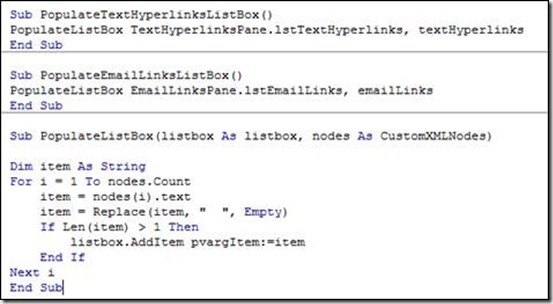 Sub PopulateTextHyperlinksListBox()
PopulateListBox TextHyperlinksPane.lstTextHyperlinks, textHyperlinks
End Sub
Sub PopulateEmailLinksListBox()
PopulateListBox EmailLinksPane.lstEmailLinks, emailLinks
End Sub
Sub PopulateListBox(listbox As listbox, nodes As CustomXMLNodes)
Dim item As String
For i = 1 To nodes.Count
    item = nodes(i).text
    item = Replace(item, "  ", Empty)
    If Len(item) > 1 Then
        listbox.AddItem pvargItem:=item
    End If
Next i
End Sub